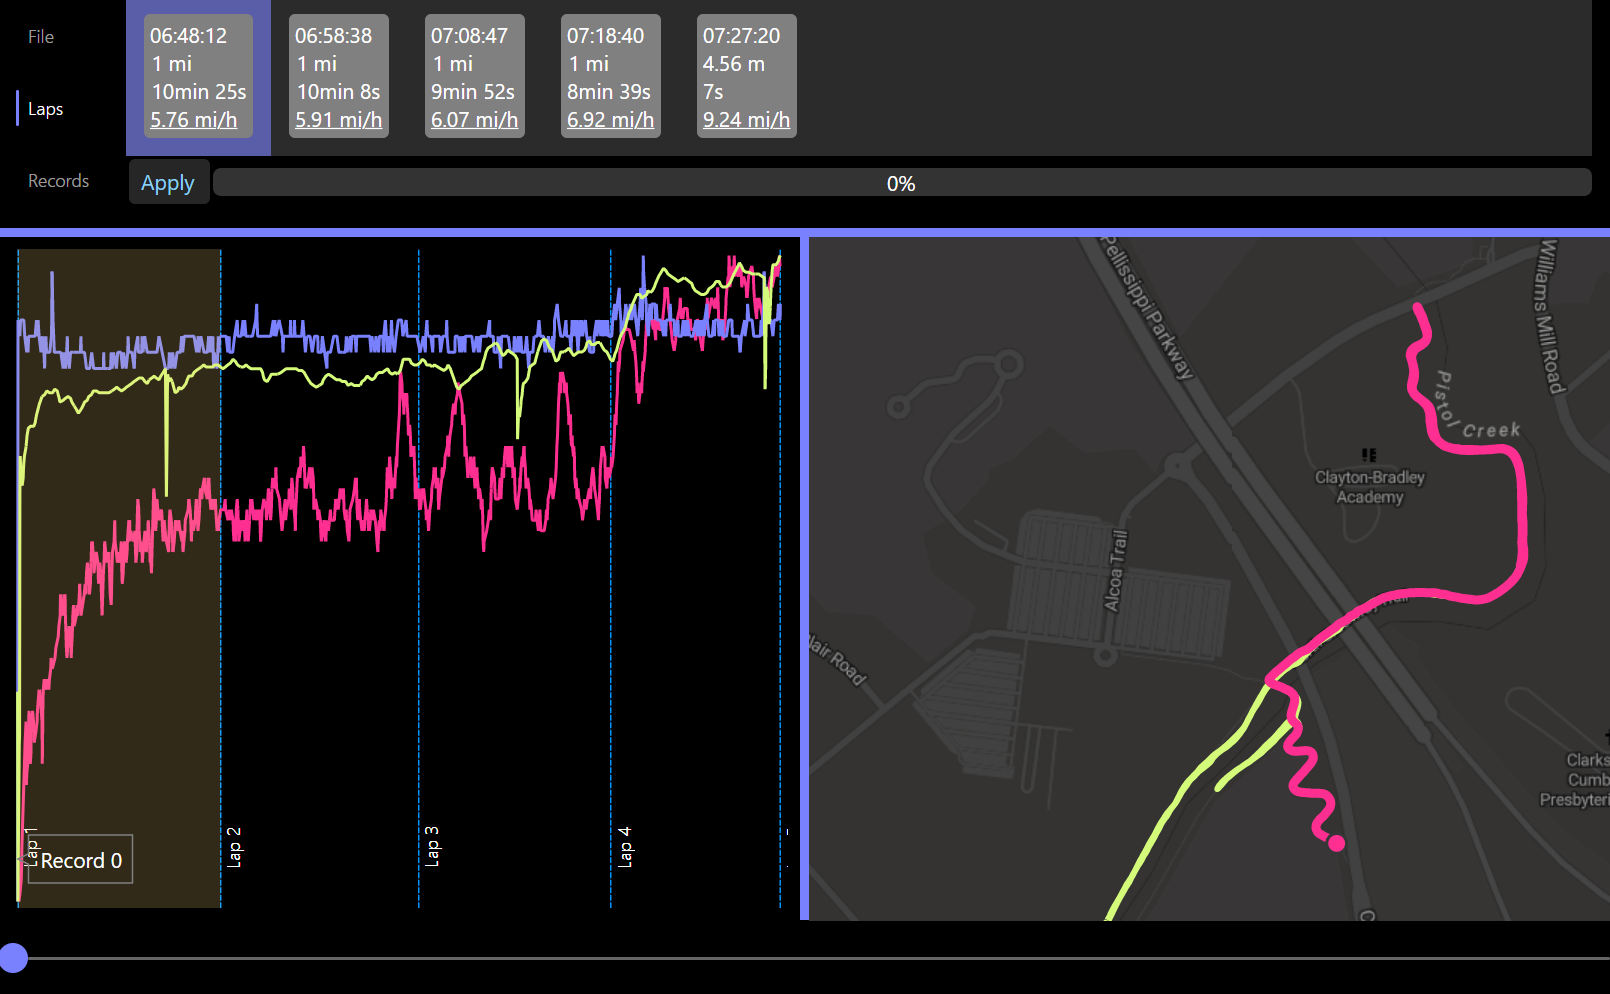 File
Laps
Records
06:48:12
1 mi
10min 25s
5.76 mi/h
06:58:38
1 mi
10min 8s
5.91 mi/h
07:08:47
1 mi
9min 52s
6.07 mi/h
07:18:40
1 mi
8min 39s
6.92 mi/h
07:27:20
4.56 m
7s
9.24 mi/h
Apply
0%
Lap 1
Record 0
Lap 2
Lap 3
Lap 4
Pellissippi Parkway
Williams Mill Road
Pistol Creek
Clayton-Bradley
Academy
Alcoa Trail
lair Road
Clarks
Cumb
Presbyteri
C